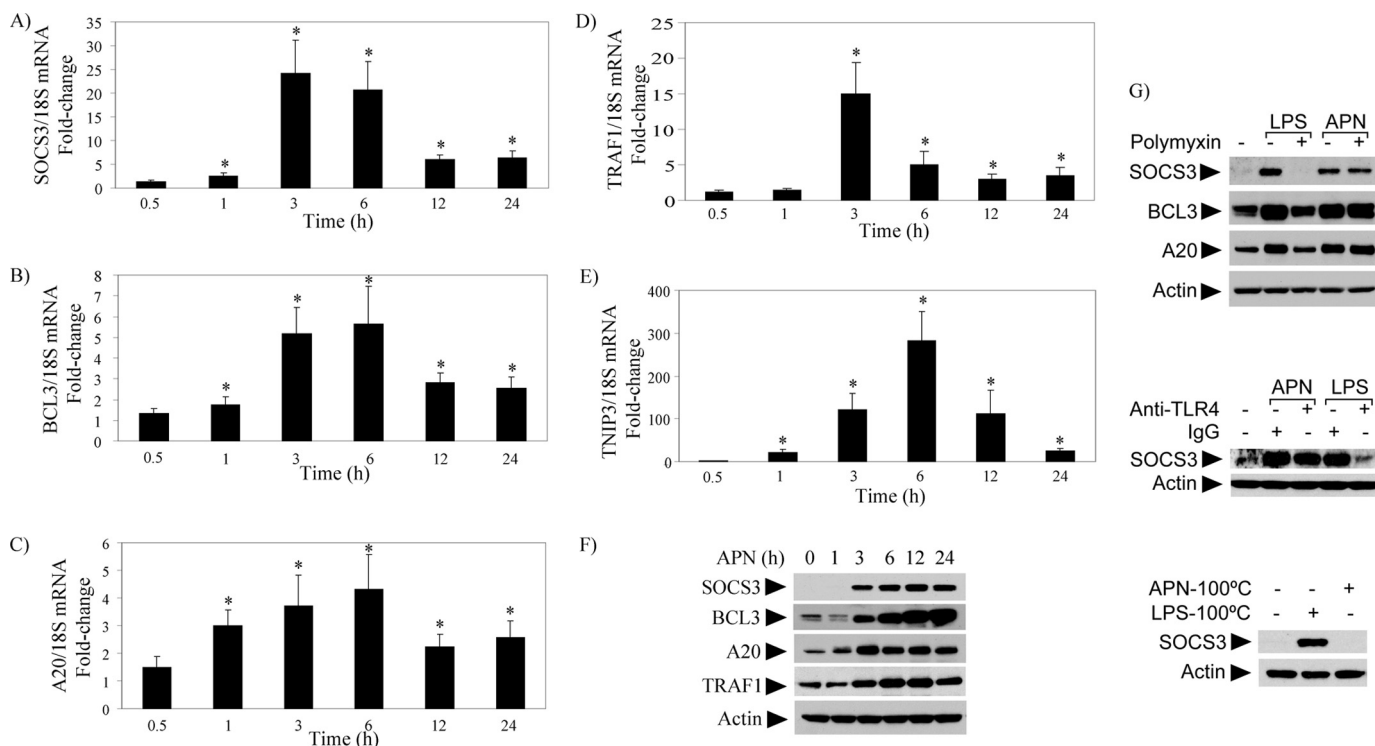 A)
SOCS3/18S mRNA
Fold-change
35
30
25
20
15
10
5
0
* * * * *
0.5 1 3 6 12 24
Time (h)
B)
BCL3/18S mRNA
Fold-change
8
7
6
5
4
3
2
1
0
* * * * *
0.5 1 3 6 12 24
Time (h)
C)
A20/18S mRNA
Fold-change
6
5
4
3
2
1
0
* * * * *
0.5 1 3 6 12 24
Time (h)
D)
TRAF1/18S mRNA
Fold-change
25
20
15
10
5
0
* * * *
0.5 1 3 6 12 24
Time (h)
E)
TNIP3/18S mRNA
Fold-change
400
300
200
100
0
* * * * *
0.5 1 3 6 12 24
Time (h)
F)
APN (h) 0 1 3 6 12 24
SOCS3
BCL3
A20
TRAF1
Actin
G)
LPS APN
Polymyxin - - + - +
SOCS3
BCL3
A20
Actin
APN LPS
Anti-TLR4 - - + - +
IgG - + - + -
SOCS3
Actin
APN-100ºC - - +
LPS-100ºC - + -
SOCS3
Actin